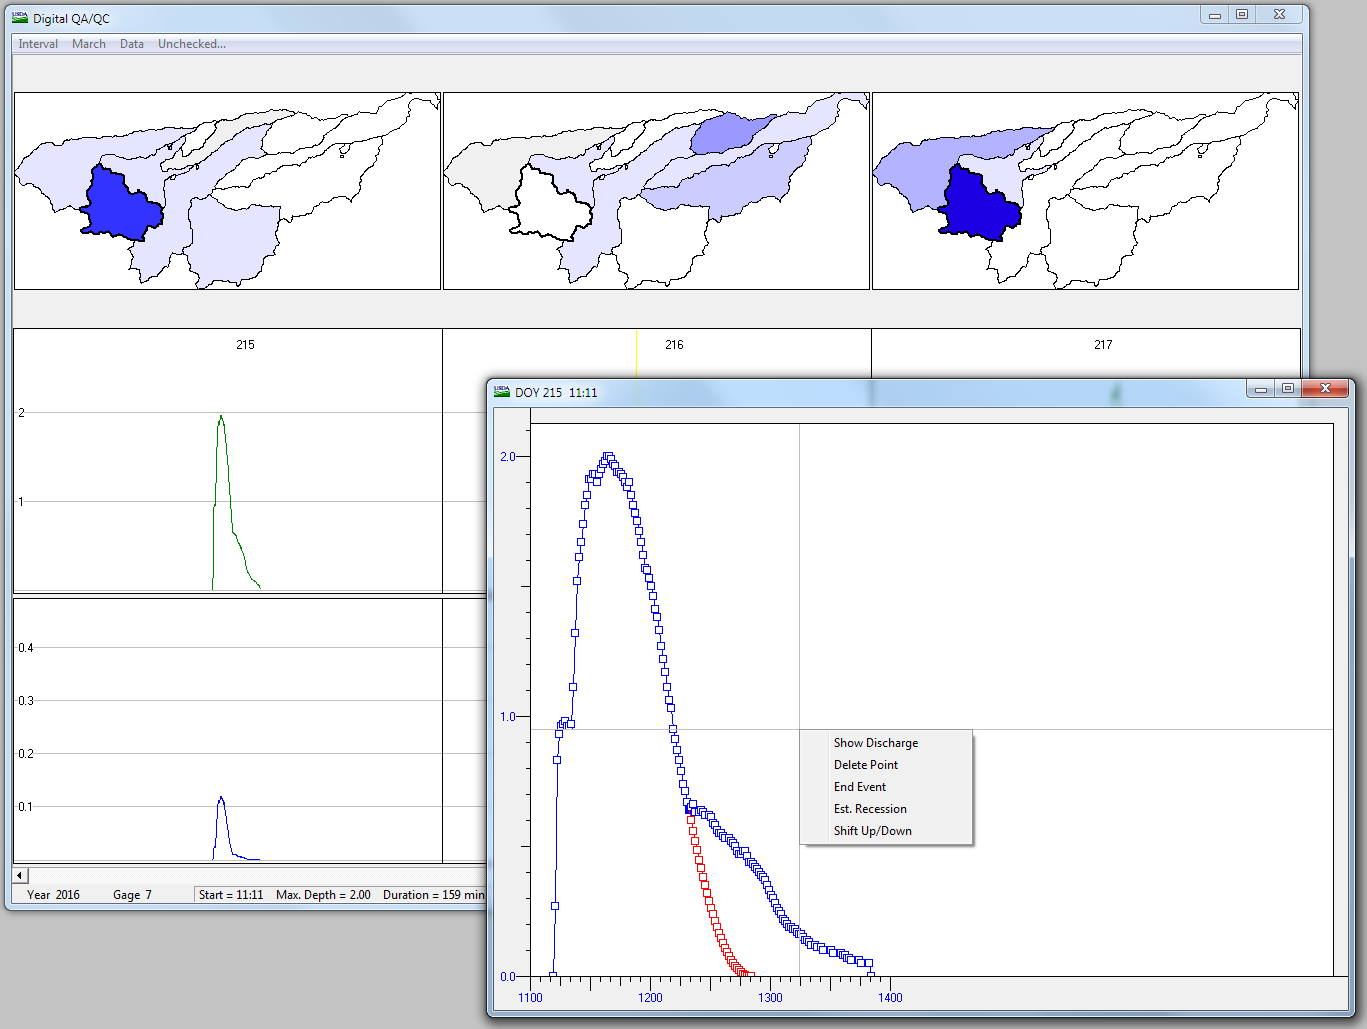 USDA Digital QA/QC
Interval March Data Unchecked...
215 216 217
2
1
0.4
0.3
0.2
0.1
Year 2016 Gage 7 Start = 11:11 Max. Depth = 2.00 Duration = 159 min
USDA DOY 215 11:11
2.0
1.0
0.0
1100 1200 1300 1400
Show Discharge
Delete Point
End Event
Est. Recession
Shift Up/Down